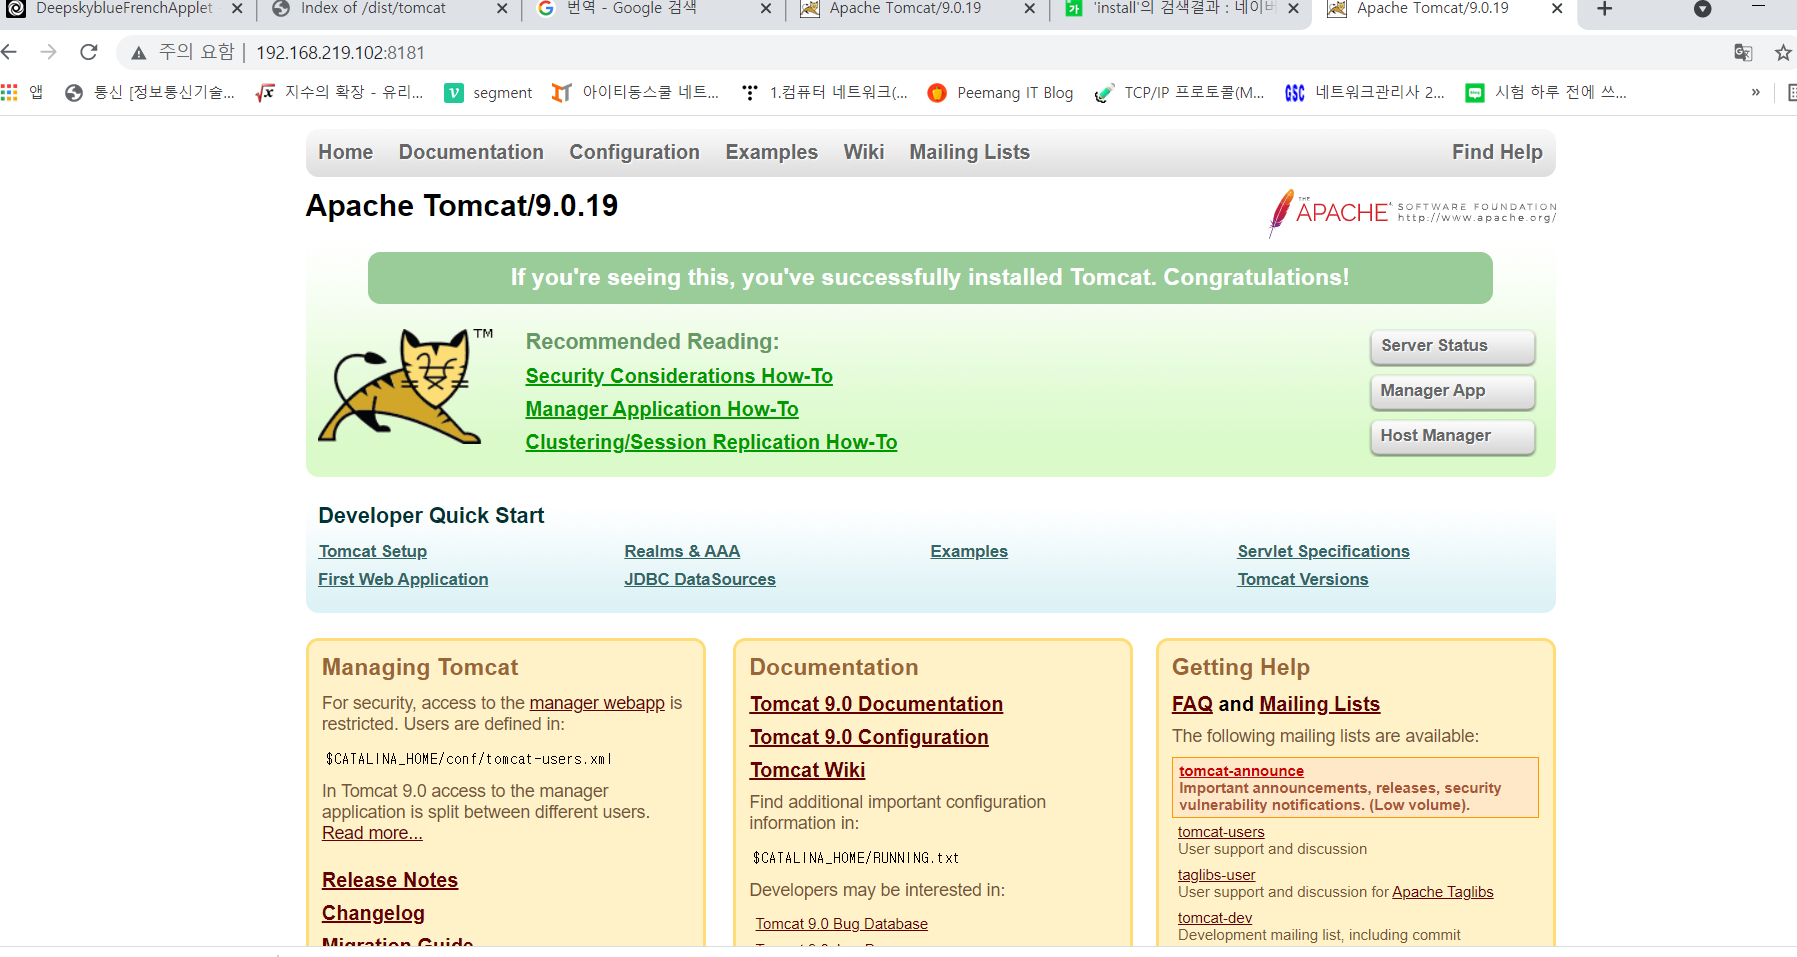 DeepskyblueFrenchApplet
Index of /dist/tomcat
번역 - Google 검색
Apache Tomcat/9.0.19
'install'의 검색결과 : 네이버
Apache Tomcat/9.0.19
주의 요함 | 192.168.219.102:8181
앱
통신 [정보통신기술...
지수의 확장 - 유리...
segment
아이티동스쿨 네트...
1.컴퓨터 네트워크(...
Peemang IT Blog
TCP/IP 프로토콜(M...
GSC 네트워크관리사 2...
시험 하루 전에 쓰...
»
Home Documentation Configuration Examples Wiki Mailing Lists Find Help
Apache Tomcat/9.0.19
THE APACHE SOFTWARE FOUNDATION
http://www.apache.org/
If you're seeing this, you've successfully installed Tomcat. Congratulations!
TM
Recommended Reading:
Security Considerations How-To
Manager Application How-To
Clustering/Session Replication How-To
Server Status
Manager App
Host Manager
Developer Quick Start
Tomcat Setup
First Web Application
Realms & AAA
JDBC DataSources
Examples
Servlet Specifications
Tomcat Versions
Managing Tomcat
For security, access to the manager webapp is
restricted. Users are defined in:
$CATALINA_HOME/conf/tomcat-users.xml
In Tomcat 9.0 access to the manager
application is split between different users.
Read more...
Release Notes
Changelog
Migration Guide
Documentation
Tomcat 9.0 Documentation
Tomcat 9.0 Configuration
Tomcat Wiki
Find additional important configuration
information in:
$CATALINA_HOME/RUNNING.txt
Developers may be interested in:
Tomcat 9.0 Bug Database
Getting Help
FAQ and Mailing Lists
The following mailing lists are available:
tomcat-announce
Important announcements, releases, security
vulnerability notifications. (Low volume).
tomcat-users
User support and discussion
taglibs-user
User support and discussion for Apache Taglibs
tomcat-dev
Development mailing list, including commit